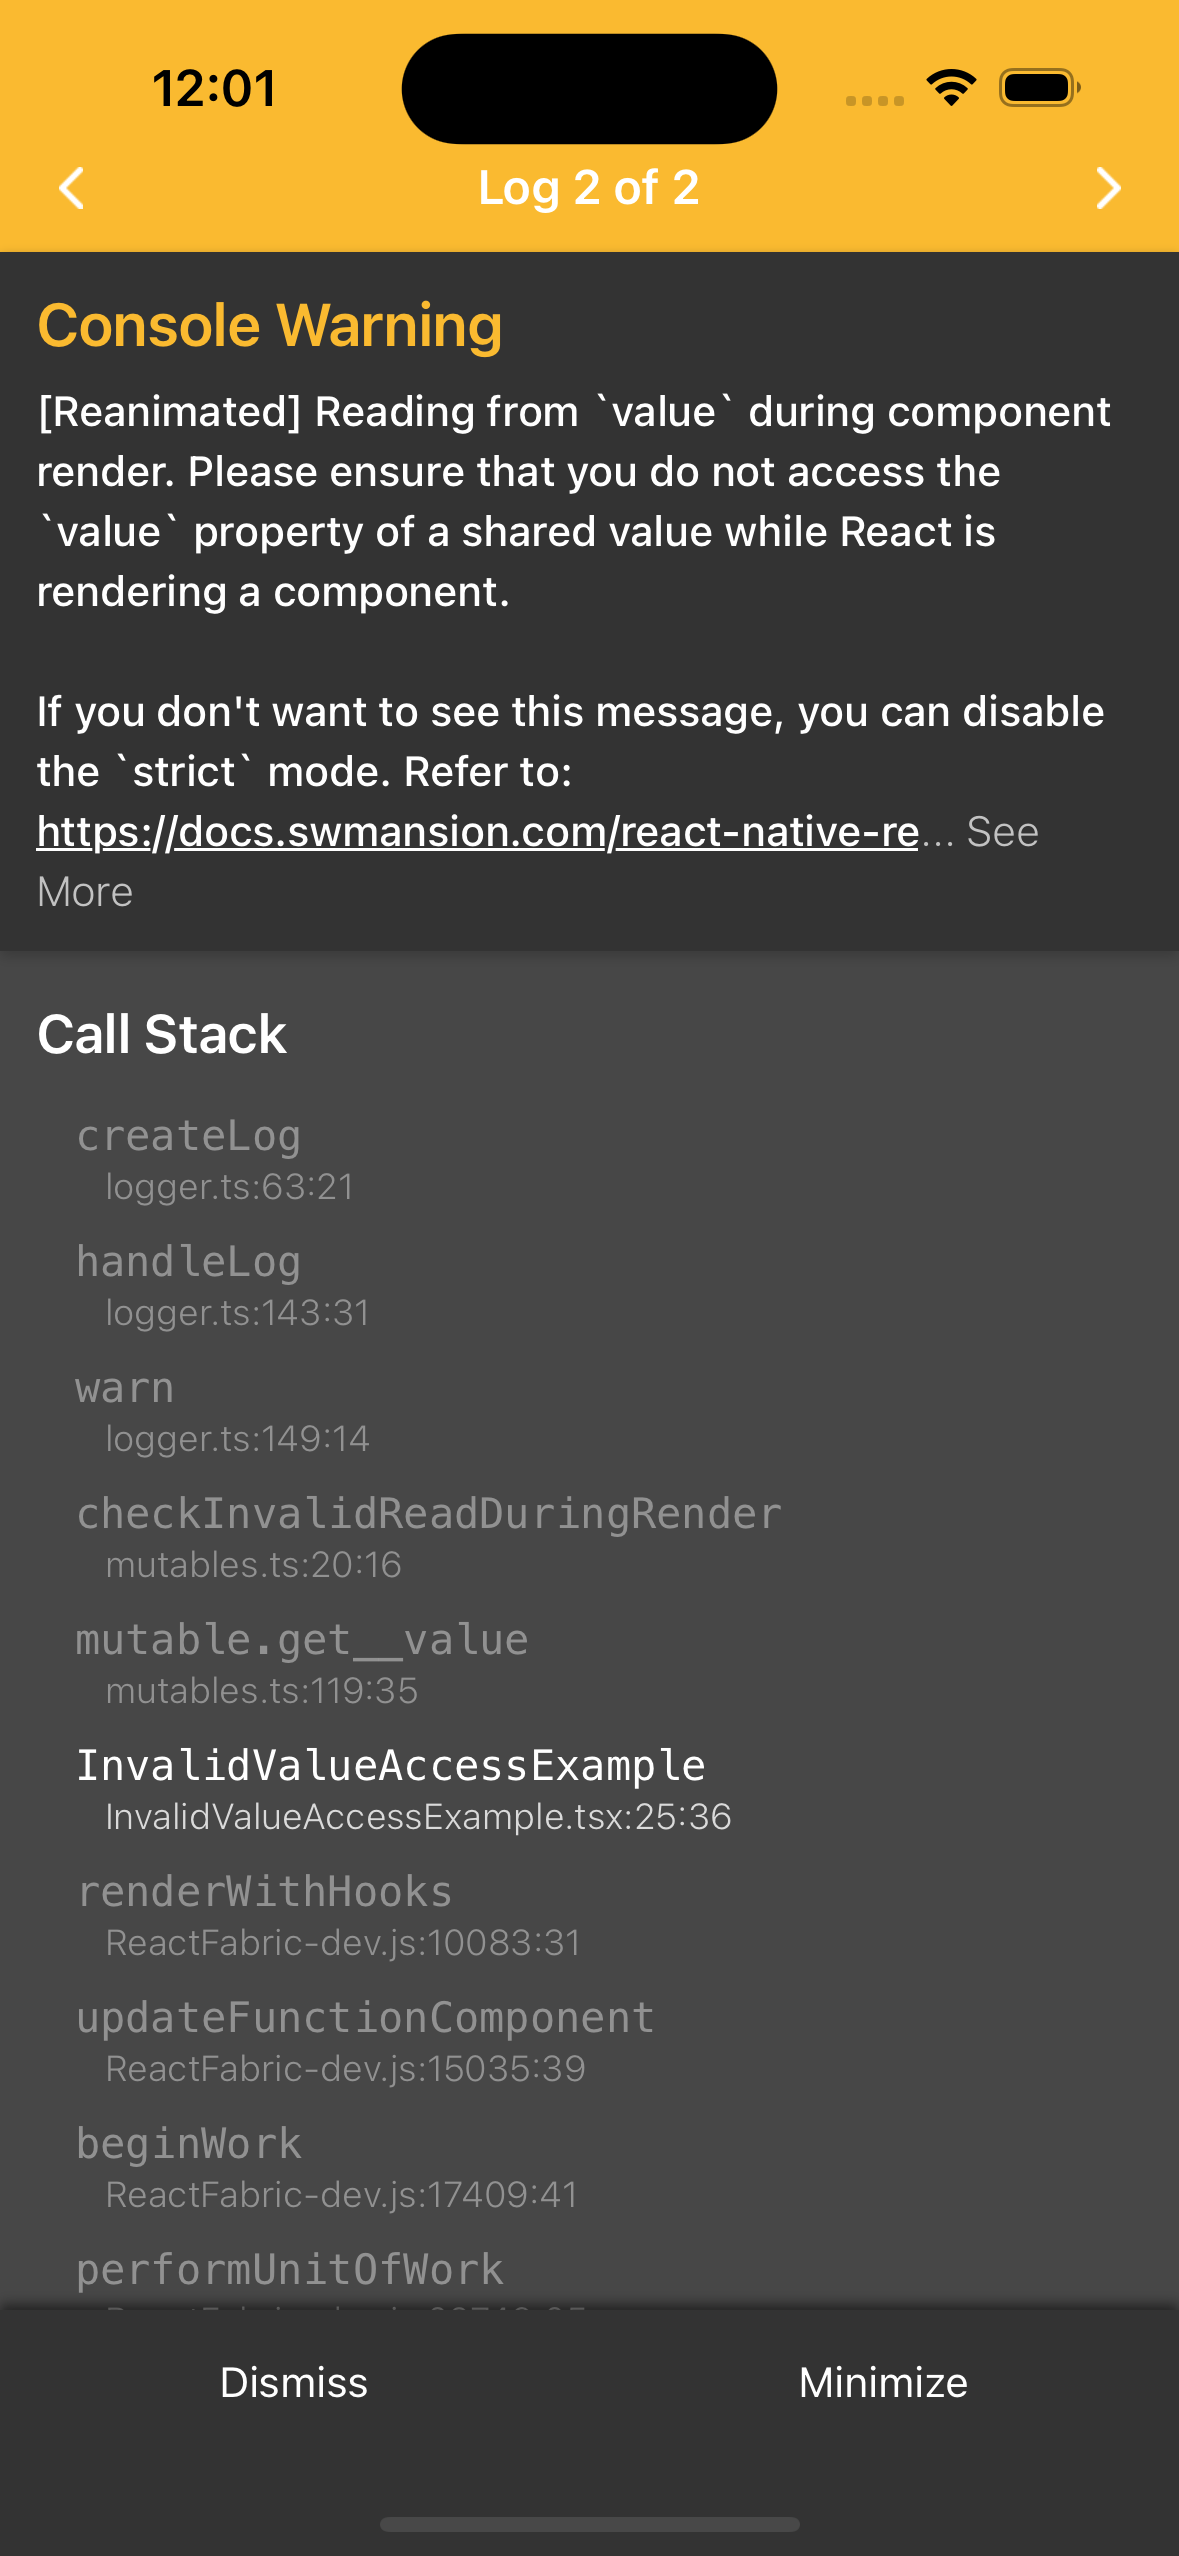 12:01
Log 2 of 2
Console Warning
[Reanimated] Reading from `value` during component
render. Please ensure that you do not access the
`value` property of a shared value while React is
rendering a component.
If you don't want to see this message, you can disable
the `strict` mode. Refer to:
https://docs.swmansion.com/react-native-re... See
More
Call Stack
createLog
logger.ts:63:21
handleLog
logger.ts:143:31
warn
logger.ts:149:14
checkInvalidReadDuringRender
mutables.ts:20:16
mutable.get__value
mutables.ts:119:35
InvalidValueAccessExample
InvalidValueAccessExample.tsx:25:36
renderWithHooks
ReactFabric-dev.js:10083:31
updateFunctionComponent
ReactFabric-dev.js:15035:39
beginWork
ReactFabric-dev.js:17409:41
performUnitOfWork
Dismiss
Minimize